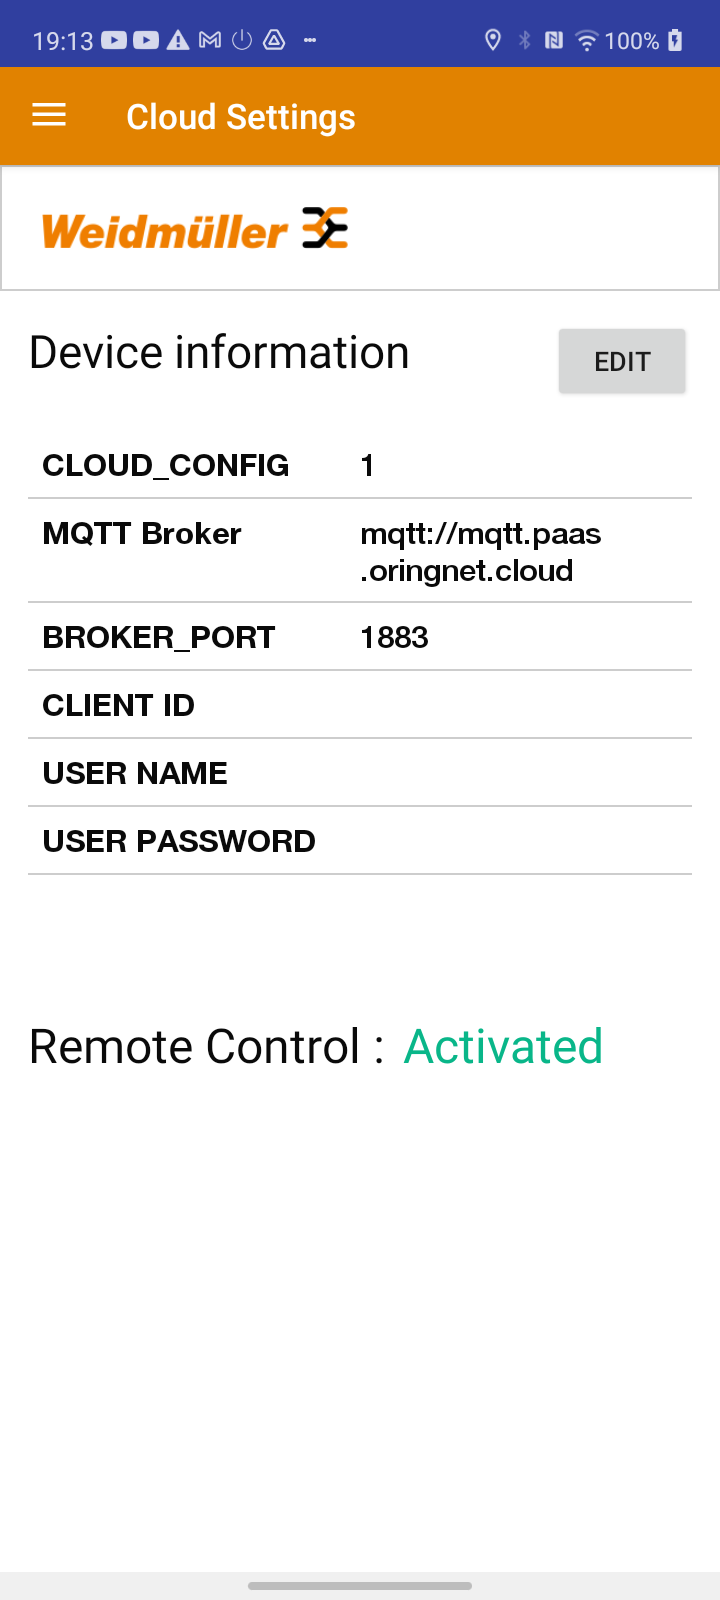 19:13
100%
Cloud Settings
Weidmüller
Device information
EDIT
CLOUD_CONFIG 1
MQTT Broker mqtt://mqtt.paas
.oringnet.cloud
BROKER_PORT 1883
CLIENT ID
USER NAME
USER PASSWORD
Remote Control : Activated